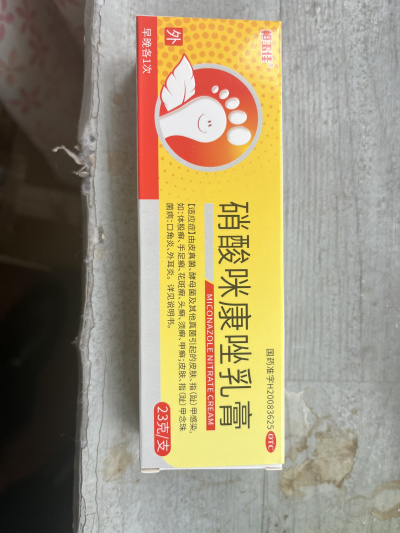 早晚各1次
外
硝酸咪康唑乳膏
MICONAZOLE NITRATE CREAM
国药准字H20083625
OTC
【适应症】由皮真菌、酵母菌及其他真菌引起的皮肤、指(趾)甲感染,
如:体股癣、手足癣、花斑癣、头癣、须癣、甲癣;皮肤、指(趾)甲念珠
菌病;口角炎、外耳炎。详见说明书。
23克/支